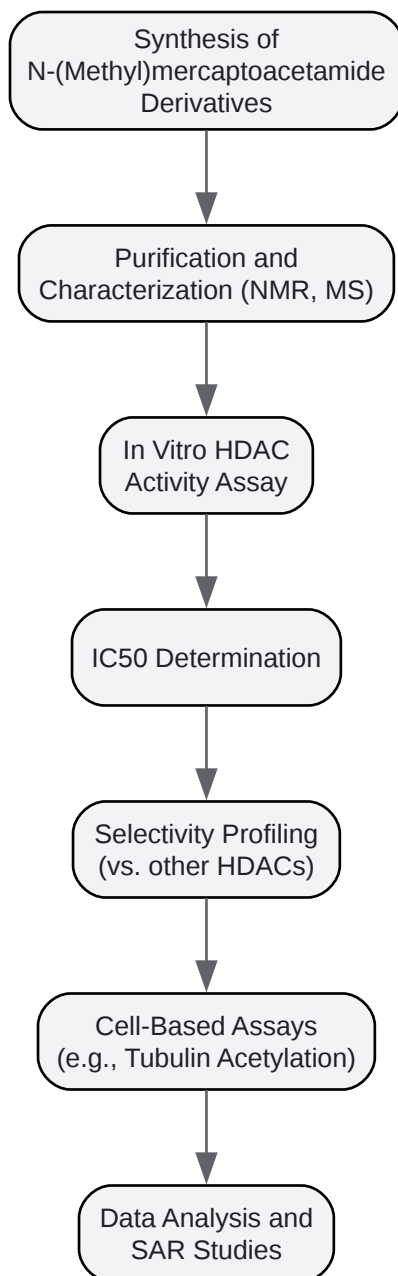 Synthesis of
N-(Methyl)mercaptoacetamide
Derivatives
Purification and
Characterization (NMR, MS)
In Vitro HDAC
Activity Assay
IC50 Determination
Selectivity Profiling
(vs. other HDACs)
Cell-Based Assays
(e.g., Tubulin Acetylation)
Data Analysis and
SAR Studies